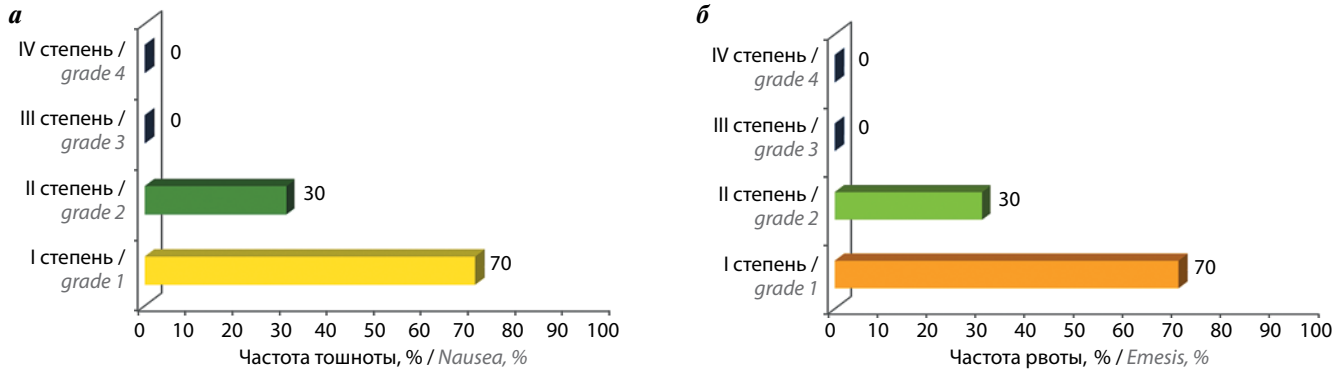 а
IV степень /
grade 4
0
III степень /
grade 3
0
II степень /
grade 2
30
I степень /
grade 1
70
0 10 20 30 40 50 60 70 80 90 100
Частота тошноты, % / Nausea, %
б
IV степень /
grade 4
0
III степень /
grade 3
0
II степень /
grade 2
30
I степень /
grade 1
70
0 10 20 30 40 50 60 70 80 90 100
Частота рвоты, % / Emesis, %